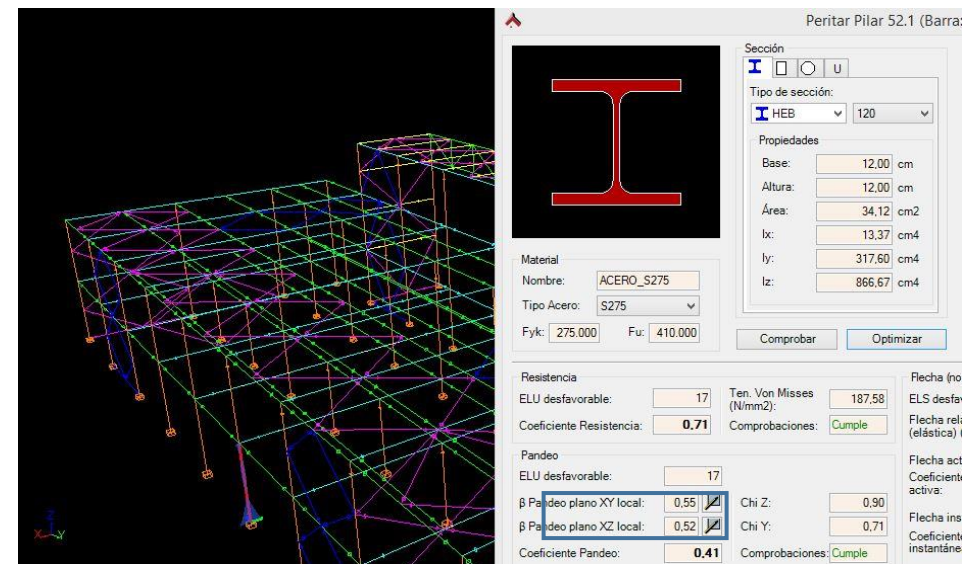 Peritar Pilar 52.1 (Barra:
Sección
U
Tipo de sección:
HEB 120
Propiedades
Base: 12,00 cm
Altura: 12,00 cm
Área: 34,12 cm2
Ix: 13,37 cm4
Iy: 317,60 cm4
Iz: 866,67 cm4
Material
Nombre: ACERO_S275
Tipo Acero: S275
Fyk: 275.000 Fu: 410.000
Comprobar Optimizar
Resistencia
ELU desfavorable: 17
Ten. Von Misses
(N/mm2): 187,58
Coeficiente Resistencia: 0,71 Comprobaciones: Cumple
Pandeo
ELU desfavorable: 17
β Pandeo plano XY local: 0,55 Chi Z: 0,90
β Pandeo plano XZ local: 0,52 Chi Y: 0,71
Coeficiente Pandeo: 0,41 Comprobaciones: Cumple
Flecha (no
ELS desfav
Flecha rela
(elástica) (
Flecha act
Coeficiente
activa:
Flecha ins
Coeficiente
instantáne
Z
X Y